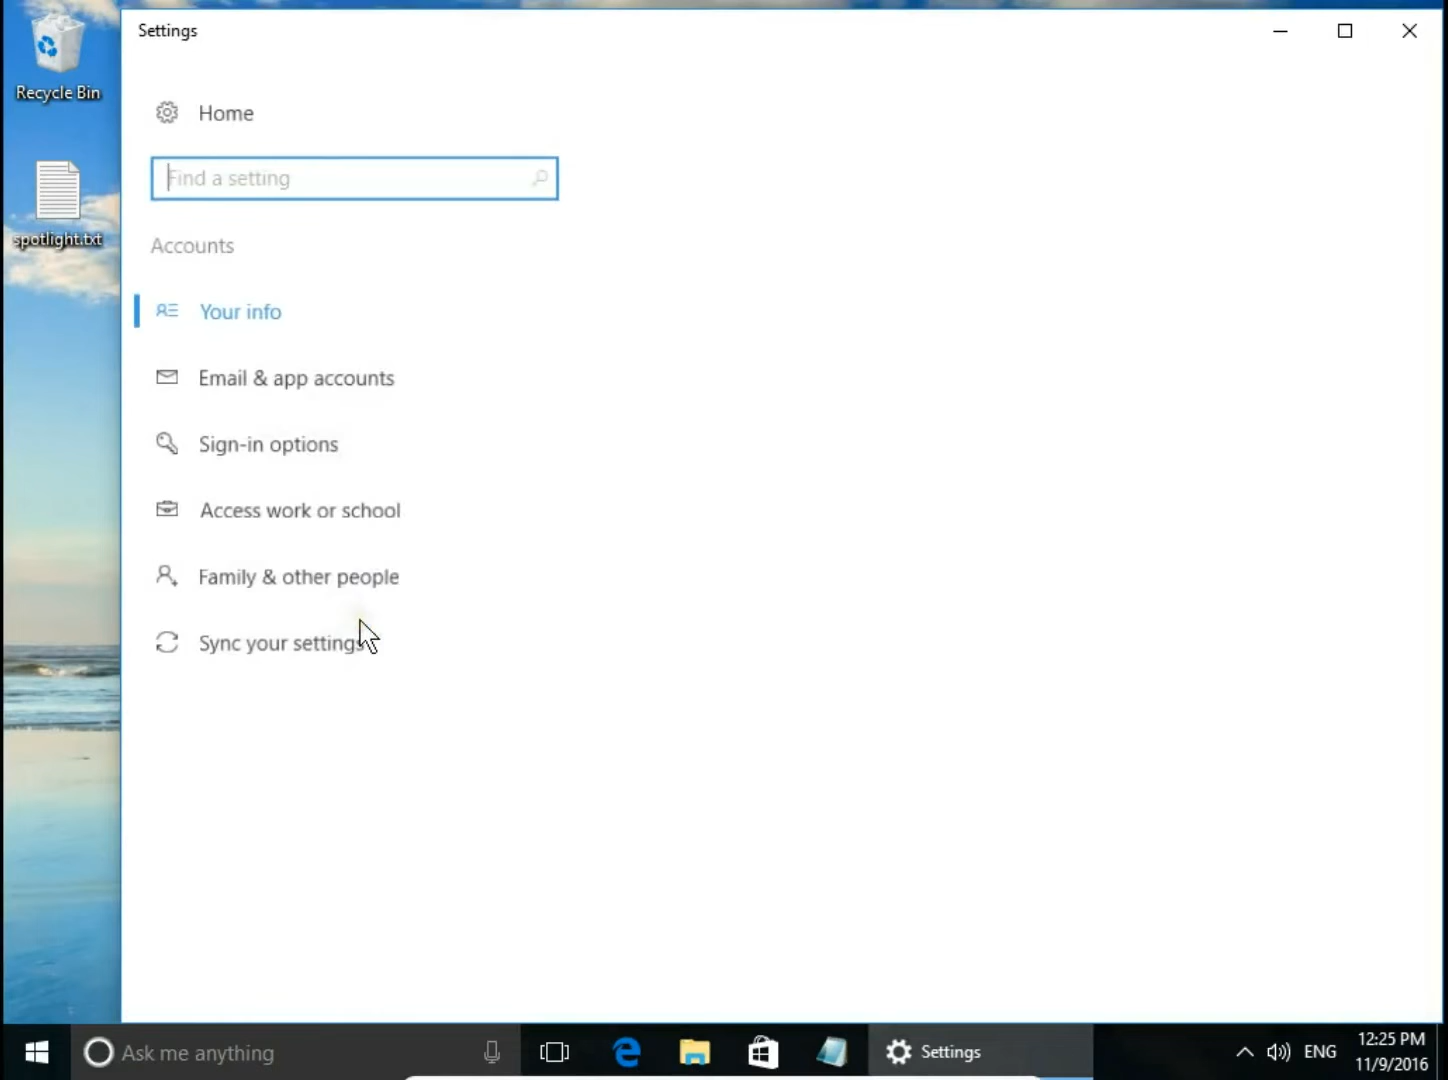 Settings
Recycle Bin
spotlight.txt
Home
Find a setting
Accounts
Your info
Email & app accounts
Sign-in options
Access work or school
Family & other people
Sync your settings
Ask me anything
Settings
ENG
12:25 PM
11/9/2016